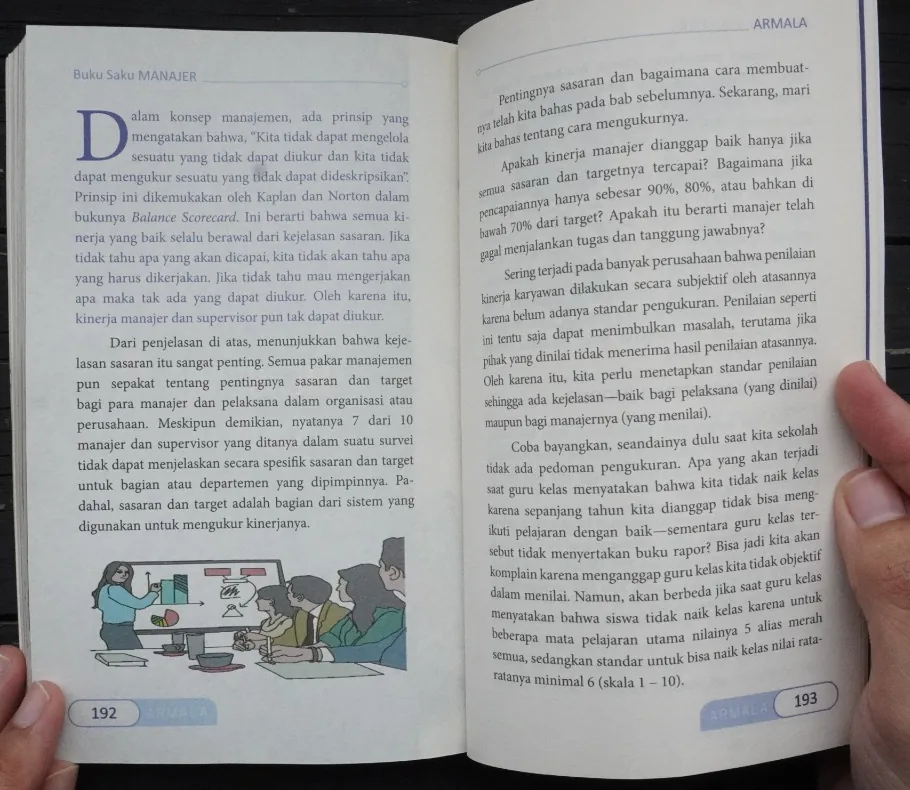 Buku Saku MANAJER
Dalam konsep manajemen, ada prinsip yang
mengatakan bahwa, "Kita tidak dapat mengelola
sesuatu yang tidak dapat diukur dan kita tidak
dapat mengukur sesuatu yang tidak dapat dideskripsikan".
Prinsip ini dikemukakan oleh Kaplan dan Norton dalam
bukunya Balance Scorecard. Ini berarti bahwa semua ki-
nerja yang baik selalu berawal dari kejelasan sasaran. Jika
tidak tahu apa yang akan dicapai, kita tidak akan tahu apa
yang harus dikerjakan. Jika tidak tahu mau mengerjakan
apa maka tak ada yang dapat diukur. Oleh karena itu,
kinerja manajer dan supervisor pun tak dapat diukur.
Dari penjelasan di atas, menunjukkan bahwa keje-
lasan sasaran itu sangat penting. Semua pakar manajemen
pun sepakat tentang pentingnya sasaran dan target
bagi para manajer dan pelaksana dalam organisasi atau
perusahaan. Meskipun demikian, nyatanya 7 dari 10
manajer dan supervisor yang ditanya dalam suatu survei
tidak dapat menjelaskan secara spesifik sasaran dan target
untuk bagian atau departemen yang dipimpinnya. Pa-
dahal, sasaran dan target adalah bagian dari sistem yang
digunakan untuk mengukur kinerjanya.
192 ARMALA
ARMALA
Pentingnya sasaran dan bagaimana cara membuat-
nya telah kita bahas pada bab sebelumnya. Sekarang, mari
kita bahas tentang cara mengukurnya.
Apakah kinerja manajer dianggap baik hanya jika
semua sasaran dan targetnya tercapai? Bagaimana jika
pencapaiannya hanya sebesar 90%, 80%, atau bahkan di
bawah 70% dari target? Apakah itu berarti manajer telah
gagal menjalankan tugas dan tanggung jawabnya?
Sering terjadi pada banyak perusahaan bahwa penilaian
kinerja karyawan dilakukan secara subjektif oleh atasannya
karena belum adanya standar pengukuran. Penilaian seperti
ini tentu saja dapat menimbulkan masalah, terutama jika
pihak yang dinilai tidak menerima hasil penilaian atasannya.
Oleh karena itu, kita perlu menetapkan standar penilaian
sehingga ada kejelasan—baik bagi pelaksana (yang dinilai)
maupun bagi manajernya (yang menilai).
Coba bayangkan, seandainya dulu saat kita sekolah
tidak ada pedoman pengukuran. Apa yang akan terjadi
saat guru kelas menyatakan bahwa kita tidak naik kelas
karena sepanjang tahun kita dianggap tidak bisa meng-
ikuti pelajaran dengan baik—sementara guru kelas ter-
sebut tidak menyertakan buku rapor? Bisa jadi kita akan
komplain karena menganggap guru kelas kita tidak objektif
dalam menilai. Namun, akan berbeda jika saat guru kelas
menyatakan bahwa siswa tidak naik kelas karena untuk
beberapa mata pelajaran utama nilainya 5 alias merah
semua, sedangkan standar untuk bisa naik kelas nilai rata-
ratanya minimal 6 (skala 1 – 10).
ARMALA 193